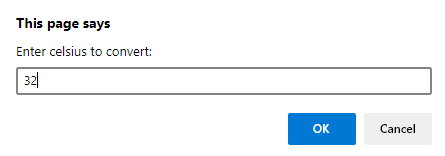 This page says
Enter celsius to convert:
32
OK Cancel